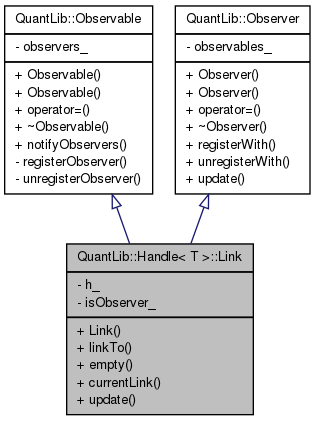 QuantLib::Observable
- observers_
+ Observable()
+ Observable()
+ operator=()
+ ~Observable()
+ notifyObservers()
- registerObserver()
- unregisterObserver()
QuantLib::Observer
- observables_
+ Observer()
+ Observer()
+ operator=()
+ ~Observer()
+ registerWith()
+ unregisterWith()
+ update()
QuantLib::Handle< T >::Link
- h_
- isObserver_
+ Link()
+ linkTo()
+ empty()
+ currentLink()
+ update()